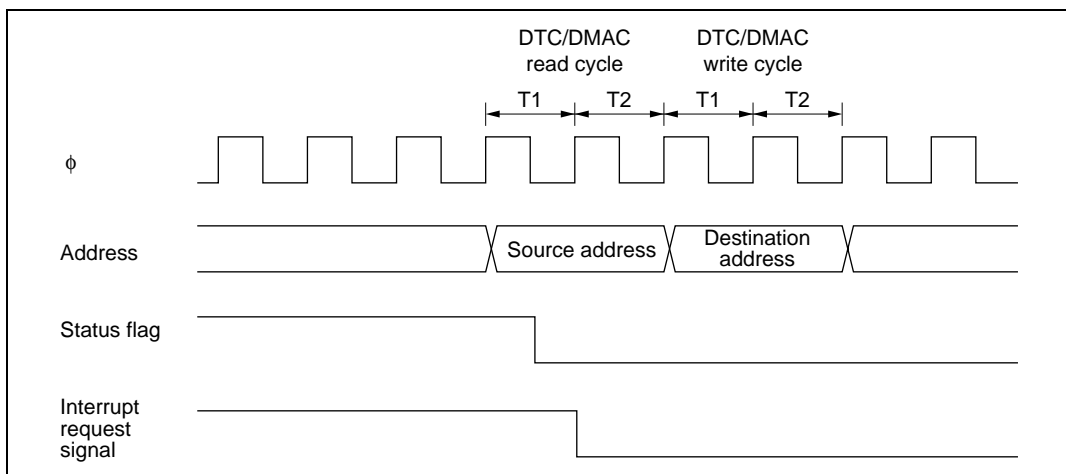 DTC/DMAC
read cycle
DTC/DMAC
write cycle
T1
T2
T1
T2
ϕ
Address
Source address
Destination
address
Status flag
Interrupt
request
signal